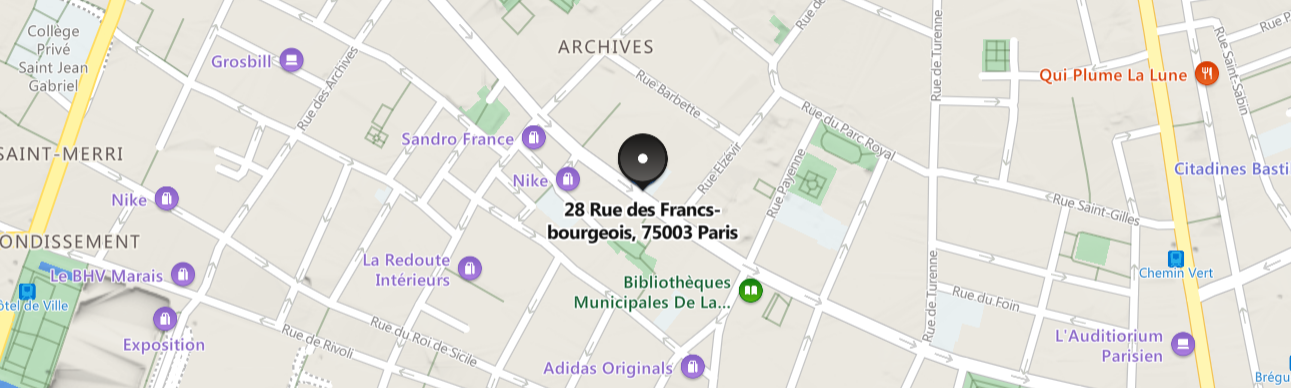 Collège
Privé
Saint Jean
Gabriel
Grosbill
Rue des Archives
ARCHIVES
Rue Barbette
Rue de
Rue de Turenne
Qui Plume La Lune
Rue Saint-Sabin
Rue P
SAINT-MERRI
Sandro France
Rue du Parc Royal
Nike
Nike
Rue Elzévir
Rue Payenne
Citadines Basti
28 Rue des Francs-
bourgeois, 75003 Paris
Rue Saint-Gilles
ONDISSEMENT
Le BHV Marais
La Redoute
Intérieurs
Bibliothèques
Municipales De La...
Rue de Turenne
Chemin Vert
ôtel de Ville
Rue du Foin
Exposition
Rue de Rivoli
Rue du Roi de Sicile
L'Auditiorium
Parisien
Adidas Originals
Brégu